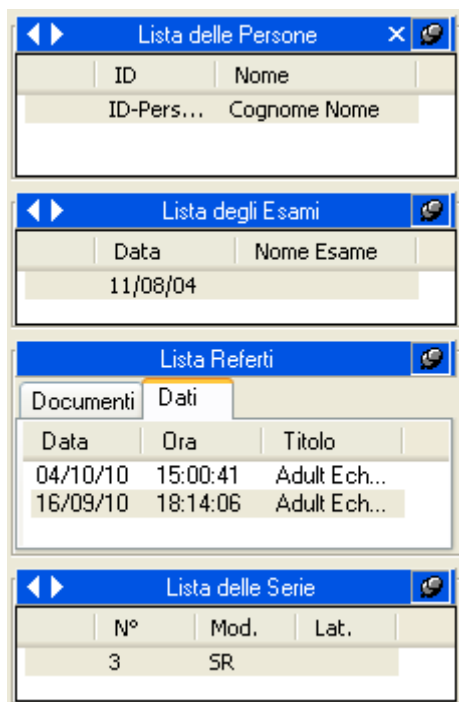 Lista delle Persone
ID Nome
ID-Pers... Cognome Nome
Lista degli Esami
Data Nome Esame
11/08/04
Lista Referti
Documenti Dati
Data Ora Titolo
04/10/10 15:00:41 Adult Ech...
16/09/10 18:14:06 Adult Ech...
Lista delle Serie
N° Mod. Lat.
3 SR